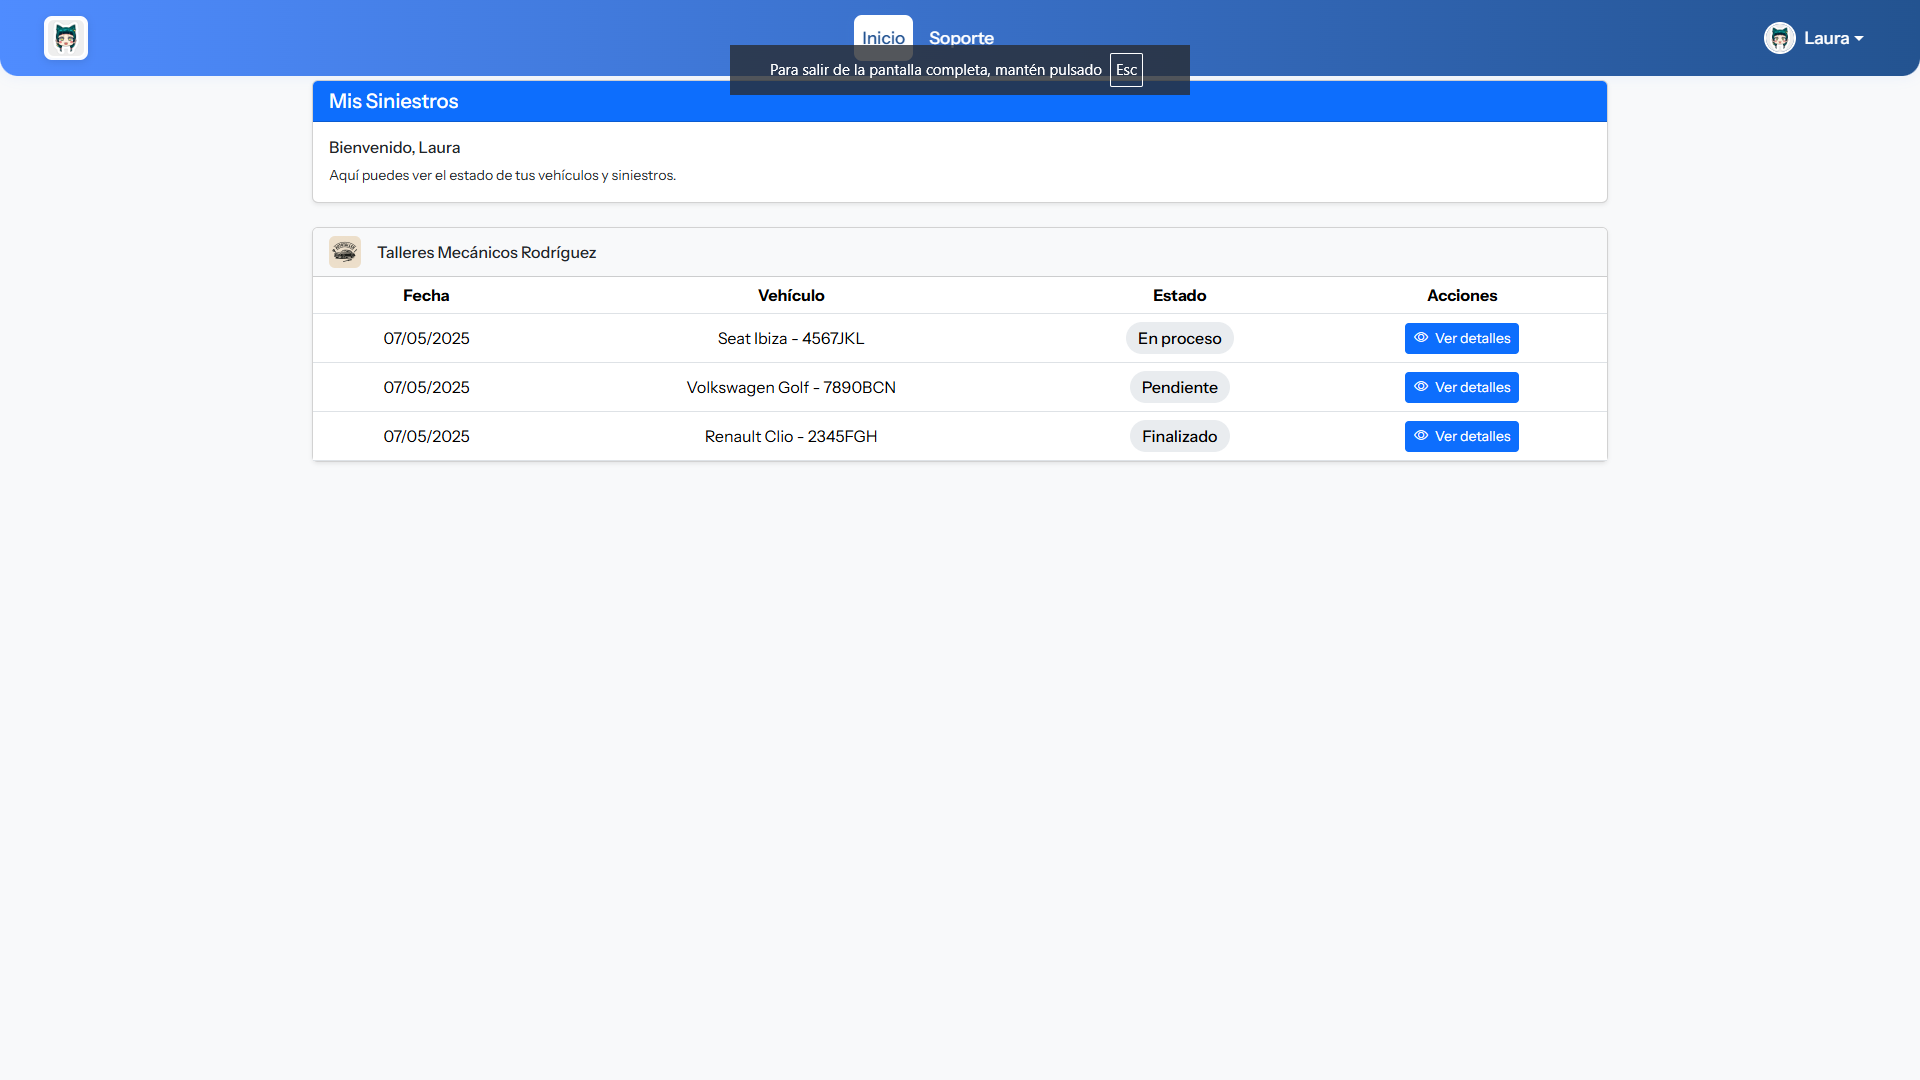 Inicio Soporte Laura
Para salir de la pantalla completa, mantén pulsado Esc
Mis Siniestros
Bienvenido, Laura
Aquí puedes ver el estado de tus vehículos y siniestros.
Talleres Mecánicos Rodríguez
Fecha Vehículo Estado Acciones
07/05/2025 Seat Ibiza - 4567JKL En proceso Ver detalles
07/05/2025 Volkswagen Golf - 7890BCN Pendiente Ver detalles
07/05/2025 Renault Clio - 2345FGH Finalizado Ver detalles